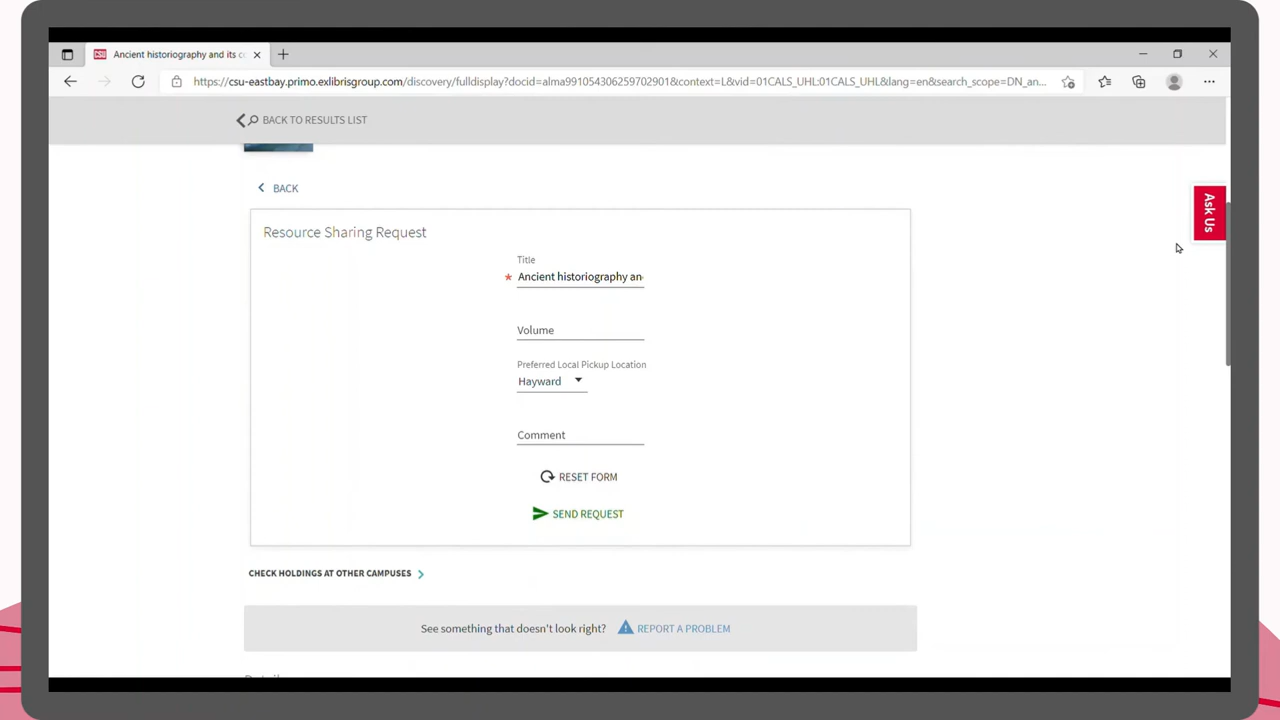 CSU Ancient historiography and its c
https://csu-eastbay.primo.exlibrisgroup.com/discovery/fulldisplay?docid=alma991054306259702901&context=L&vid=01CALS_UHL:01CALS_UHL&lang=en&search_scope=DN_an...
BACK TO RESULTS LIST
BACK
Ask Us
Resource Sharing Request
Title
* Ancient historiography an
Volume
Preferred Local Pickup Location
Hayward
Comment
RESET FORM
SEND REQUEST
CHECK HOLDINGS AT OTHER CAMPUSES
See something that doesn't look right? REPORT A PROBLEM